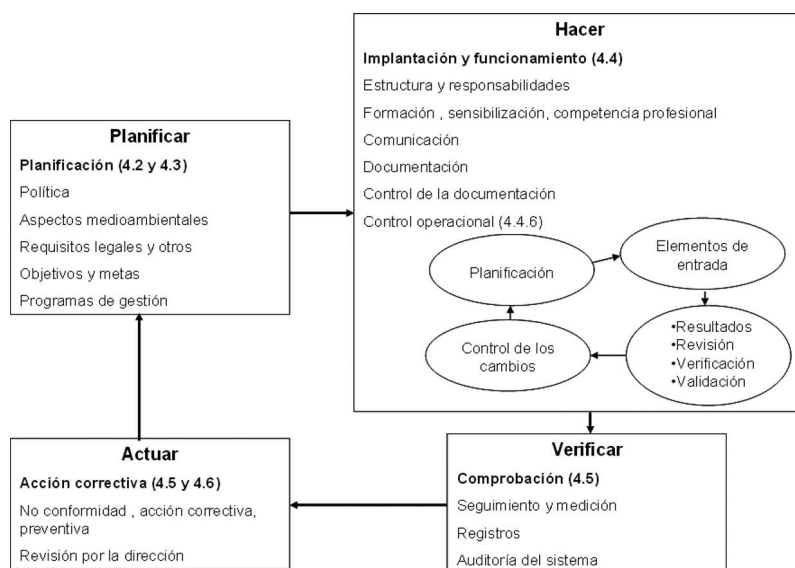 Planificar
Planificación (4.2 y 4.3)
Política
Aspectos medioambientales
Requisitos legales y otros
Objetivos y metas
Programas de gestión
Hacer
Implantación y funcionamiento (4.4)
Estructura y responsabilidades
Formación , sensibilización, competencia profesional
Comunicación
Documentación
Control de la documentación
Control operacional (4.4.6)
Planificación
Elementos de
entrada
•Resultados
•Revisión
•Verificación
•Validación
Control de los
cambios
Verificar
Comprobación (4.5)
Seguimiento y medición
Registros
Auditoría del sistema
Actuar
Acción correctiva (4.5 y 4.6)
No conformidad , acción correctiva,
preventiva
Revisión por la dirección